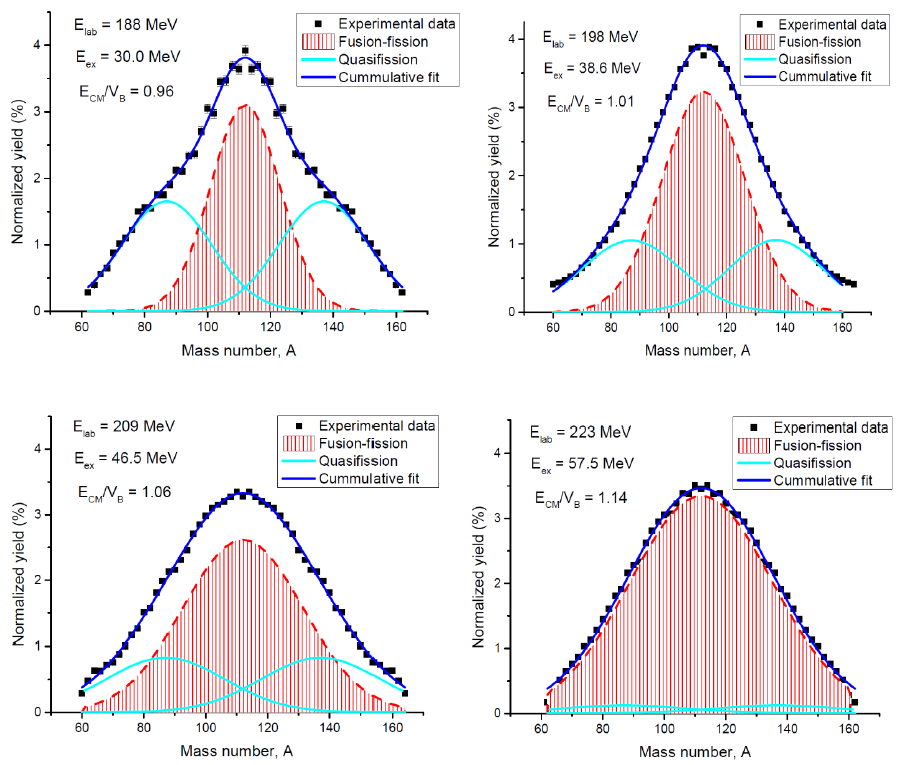 E_lab = 188 MeV
E_ex = 30.0 MeV
E_CM/V_B = 0.96
Experimental data
Fusion-fission
Quasifission
Cummulative fit
Normalized yield (%)
4
3
2
1
0
60 80 100 120 140 160
Mass number, A
E_lab = 198 MeV
E_ex = 38.6 MeV
E_CM/V_B = 1.01
Experimental data
Fusion-fission
Quasifission
Cummulative fit
Normalized yield (%)
4
3
2
1
0
60 80 100 120 140 160
Mass number, A
E_lab = 209 MeV
E_ex = 46.5 MeV
E_CM/V_B = 1.06
Experimental data
Fusion-fission
Quasifission
Cummulative fit
Normalized yield (%)
4
3
2
1
0
60 80 100 120 140 160
Mass number, A
E_lab = 223 MeV
E_ex = 57.5 MeV
E_CM/V_B = 1.14
Experimental data
Fusion-fission
Quasifission
Cummulative fit
Normalized yield (%)
4
3
2
1
0
60 80 100 120 140 160
Mass number, A